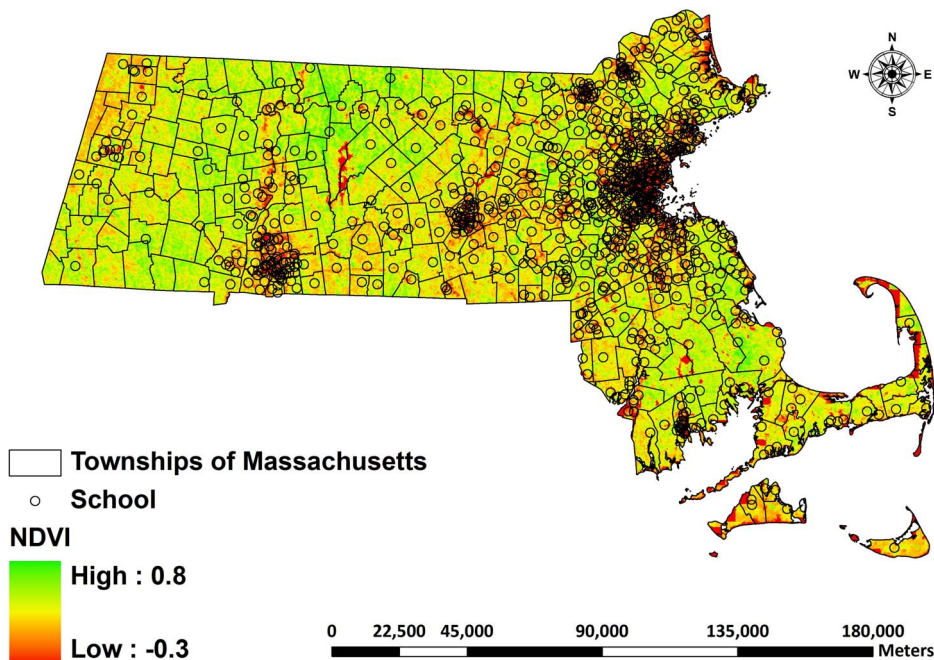 N
W E
S
Townships of Massachusetts
School
NDVI
High : 0.8
Low : -0.3
0 22,500 45,000 90,000 135,000 180,000
Meters